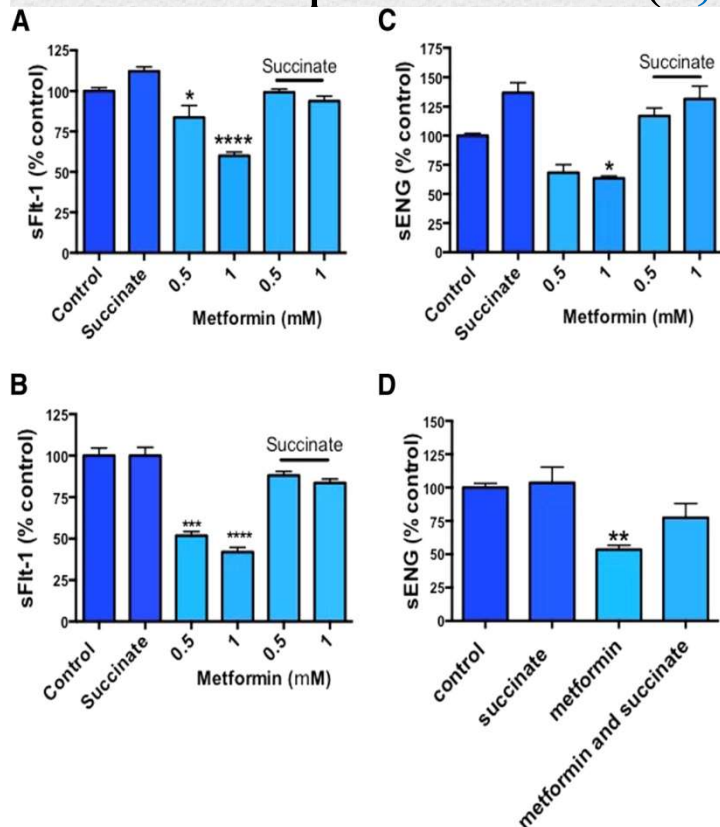 A
sFlt-1 (% control)
125
100
75
50
25
0
*
****
Succinate
Control
Succinate
0.5
1
0.5
1
Metformin (mM)
C
sENG (% control)
175
150
125
100
75
50
25
0
*
Succinate
Control
Succinate
0.5
1
0.5
1
Metformin (mM)
B
sFlt-1 (% control)
125
100
75
50
25
0
***
****
Succinate
Control
Succinate
0.5
1
0.5
1
Metformin (mM)
D
sENG (% control)
150
125
100
75
50
25
0
**
control
succinate
metformin
metformin and succinate